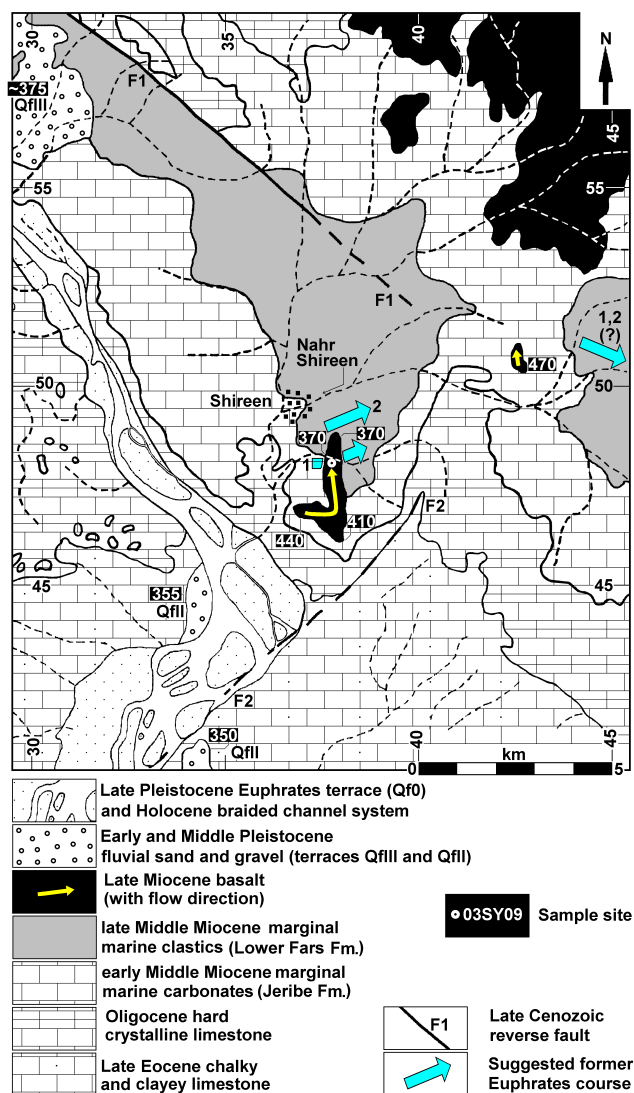 30
35
40
N
F1
~375
QfIII
45
55
55
F1
1,2
(?)
Nahr
Shireen
470
50
50
Shireen
2
370
370
1
F2
410
440
45
45
355
QfII
F2
350
QfII
30
40
45
km
0
5
Late Pleistocene Euphrates terrace (Qf0)
and Holocene braided channel system
Early and Middle Pleistocene
fluvial sand and gravel (terraces QfIII and QfII)
Late Miocene basalt
(with flow direction)
03SY09 Sample site
late Middle Miocene marginal
marine clastics (Lower Fars Fm.)
early Middle Miocene marginal
marine carbonates (Jeribe Fm.)
Oligocene hard
crystalline limestone
F1
Late Cenozoic
reverse fault
Late Eocene chalky
and clayey limestone
Suggested former
Euphrates course